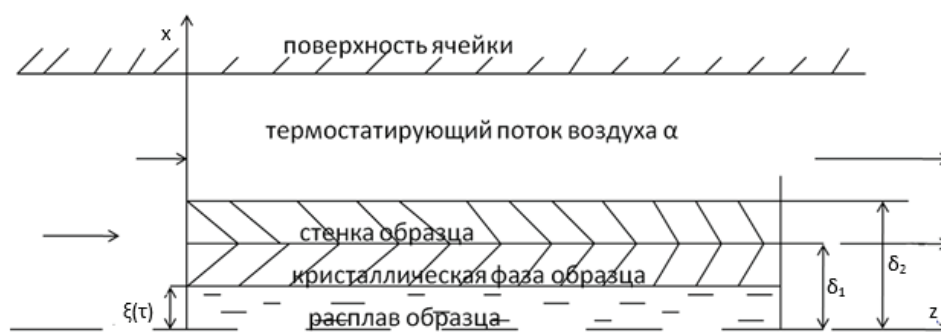 x
поверхность ячейки
термостатирующий поток воздуха α
стенка образца
кристаллическая фаза образца
расплав образца
ξ(τ)
δ₁
δ₂
z